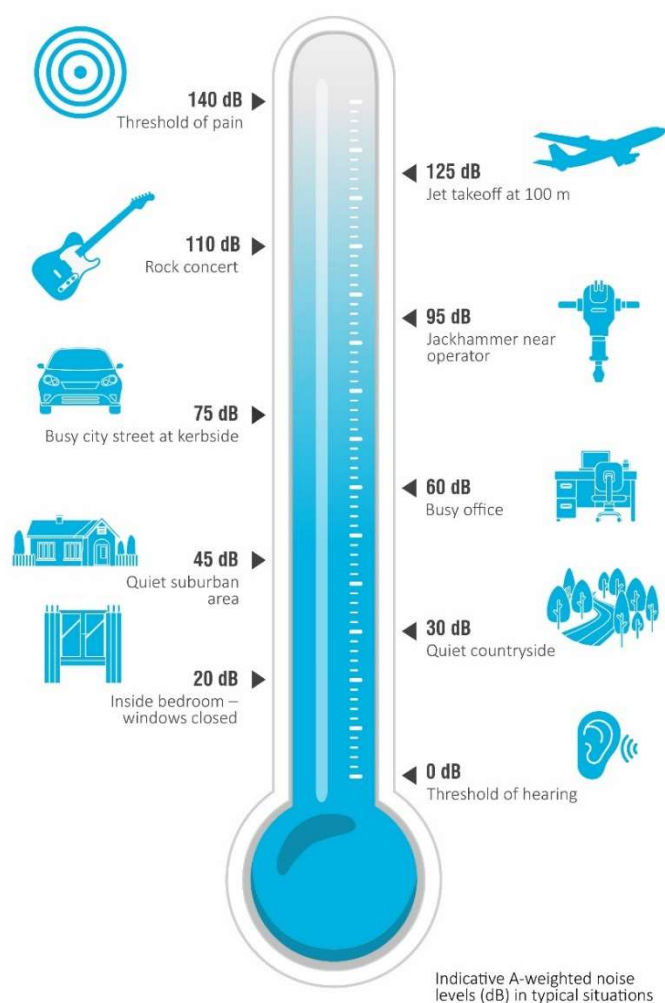 140 dB
Threshold of pain
125 dB
Jet takeoff at 100 m
110 dB
Rock concert
95 dB
Jackhammer near
operator
75 dB
Busy city street at kerbside
60 dB
Busy office
45 dB
Quiet suburban
area
30 dB
Quiet countryside
20 dB
Inside bedroom –
windows closed
0 dB
Threshold of hearing
Indicative A-weighted noise
levels (dB) in typical situations